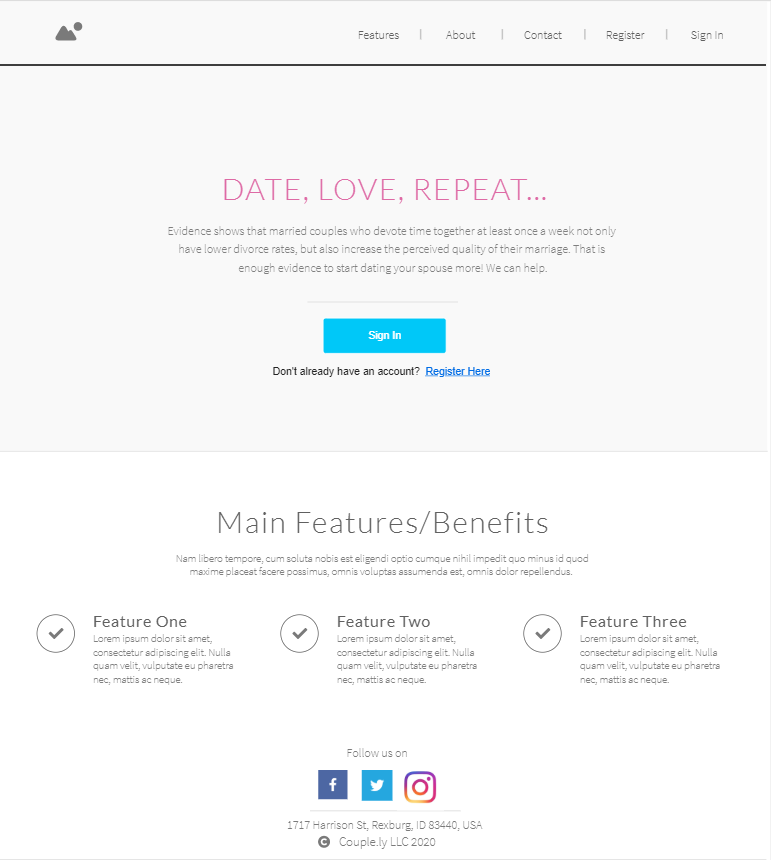 Features | About | Contact | Register | Sign In
DATE, LOVE, REPEAT...
Evidence shows that married couples who devote time together at least once a week not only
have lower divorce rates, but also increase the perceived quality of their marriage. That is
enough evidence to start dating your spouse more! We can help.
Sign In
Don't already have an account? Register Here
Main Features/Benefits
Nam libero tempore, cum soluta nobis est eligendi optio cumque nihil impedit quo minus id quod
maxime placeat facere possimus, omnis voluptas assumenda est, omnis dolor repellendus.
Feature One
Lorem ipsum dolor sit amet,
consectetur adipiscing elit. Nulla
quam velit, vulputate eu pharetra
nec, mattis ac neque.
Feature Two
Lorem ipsum dolor sit amet,
consectetur adipiscing elit. Nulla
quam velit, vulputate eu pharetra
nec, mattis ac neque.
Feature Three
Lorem ipsum dolor sit amet,
consectetur adipiscing elit. Nulla
quam velit, vulputate eu pharetra
nec, mattis ac neque.
Follow us on
1717 Harrison St, Rexburg, ID 83440, USA
© Couple.ly LLC 2020